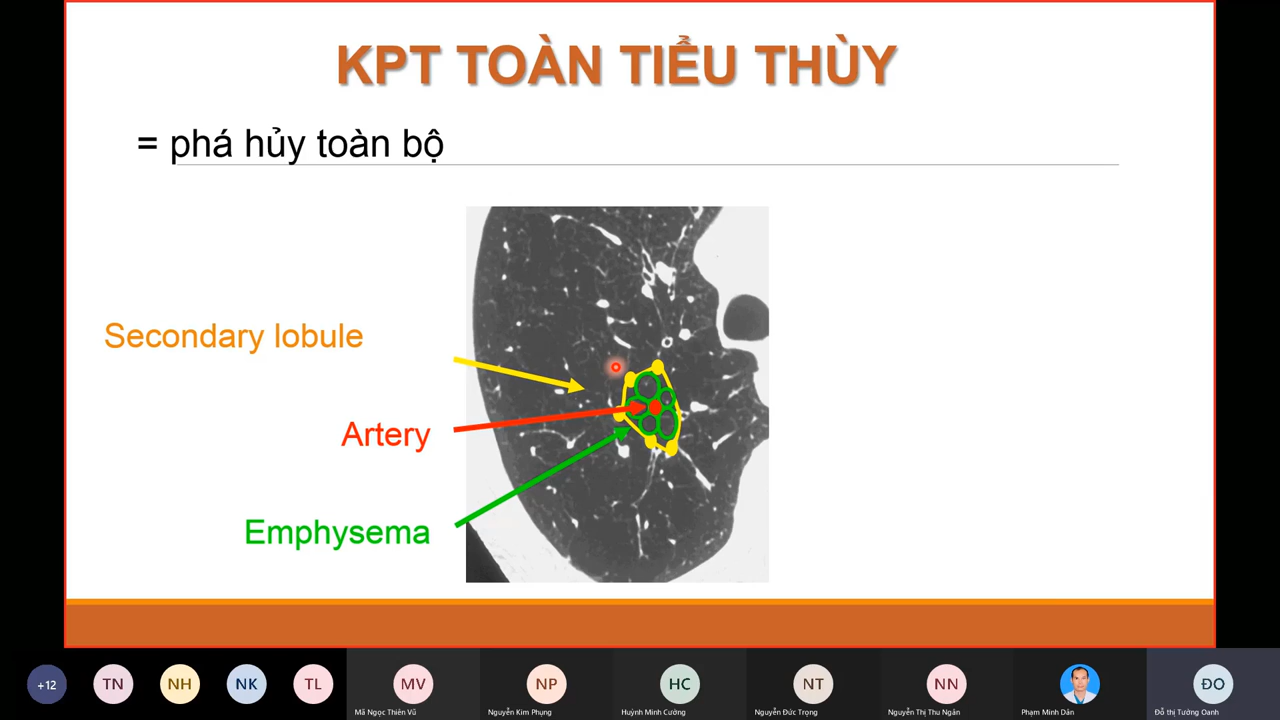 KPT TOÀN TIỂU THÙY
= phá hủy toàn bộ
Secondary lobule
Artery
Emphysema
+12
TN
NH
NK
TL
MV
NP
HC
NT
NN
ĐO
Mã Ngọc Thiên Vũ
Nguyễn Kim Phụng
Huỳnh Minh Cường
Nguyễn Đức Trọng
Nguyễn Thị Thu Ngân
Phạm Minh Dân
Đỗ thị Tường Oanh